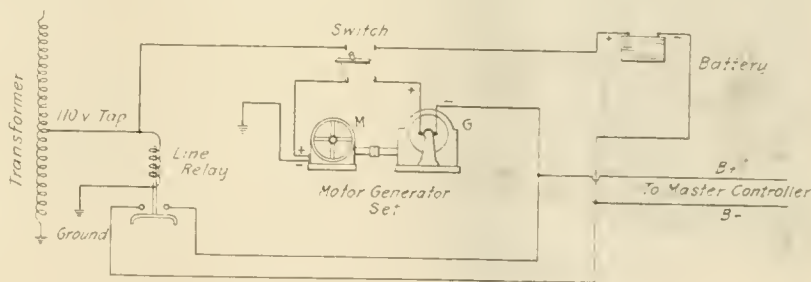 Switch
Transformer
110 v Tap
Line
Relay
Ground
+
-
M
+
-
G
Motor Generator
Set
+
-
Battery
B+
To Master Controller
B-